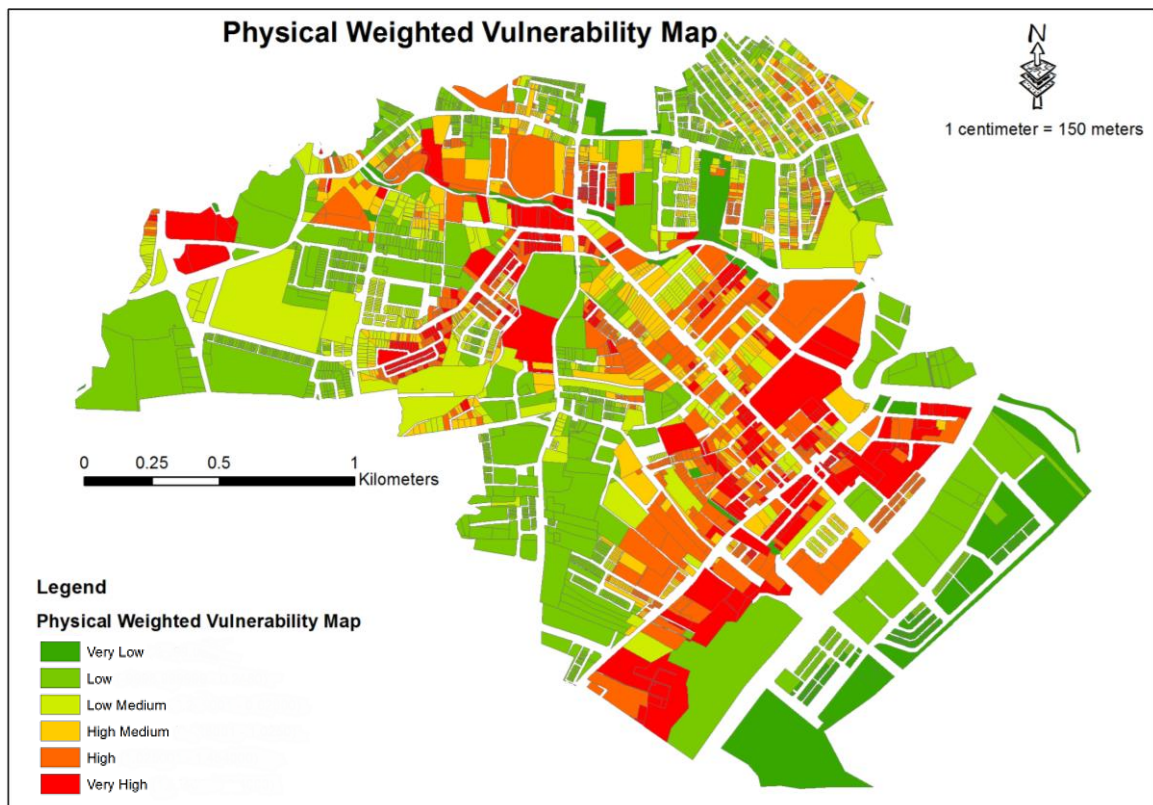 Physical Weighted Vulnerability Map
N
1 centimeter = 150 meters
0 0.25 0.5 1
Kilometers
Legend
Physical Weighted Vulnerability Map
Very Low
Low
Low Medium
High Medium
High
Very High